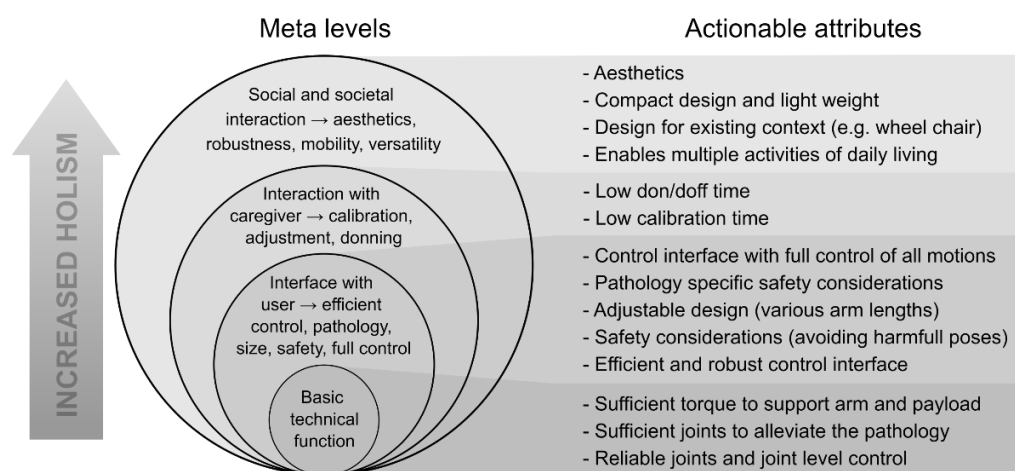 Meta levels
Actionable attributes
INCREASED HOLISM
Social and societal
interaction → aesthetics,
robustness, mobility, versatility
Interaction with
caregiver → calibration,
adjustment, donning
Interface with
user → efficient
control, pathology,
size, safety, full control
Basic
technical
function
- Aesthetics
- Compact design and light weight
- Design for existing context (e.g. wheel chair)
- Enables multiple activities of daily living
- Low don/doff time
- Low calibration time
- Control interface with full control of all motions
- Pathology specific safety considerations
- Adjustable design (various arm lengths)
- Safety considerations (avoiding harmfull poses)
- Efficient and robust control interface
- Sufficient torque to support arm and payload
- Sufficient joints to alleviate the pathology
- Reliable joints and joint level control